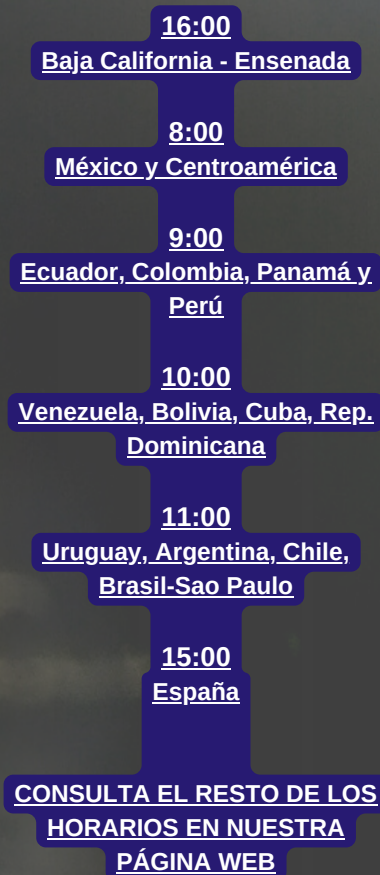 16:00
Baja California - Ensenada
8:00
México y Centroamérica
9:00
Ecuador, Colombia, Panamá y
Perú
10:00
Venezuela, Bolivia, Cuba, Rep.
Dominicana
11:00
Uruguay, Argentina, Chile,
Brasil-Sao Paulo
15:00
España
CONSULTA EL RESTO DE LOS
HORARIOS EN NUESTRA
PÁGINA WEB